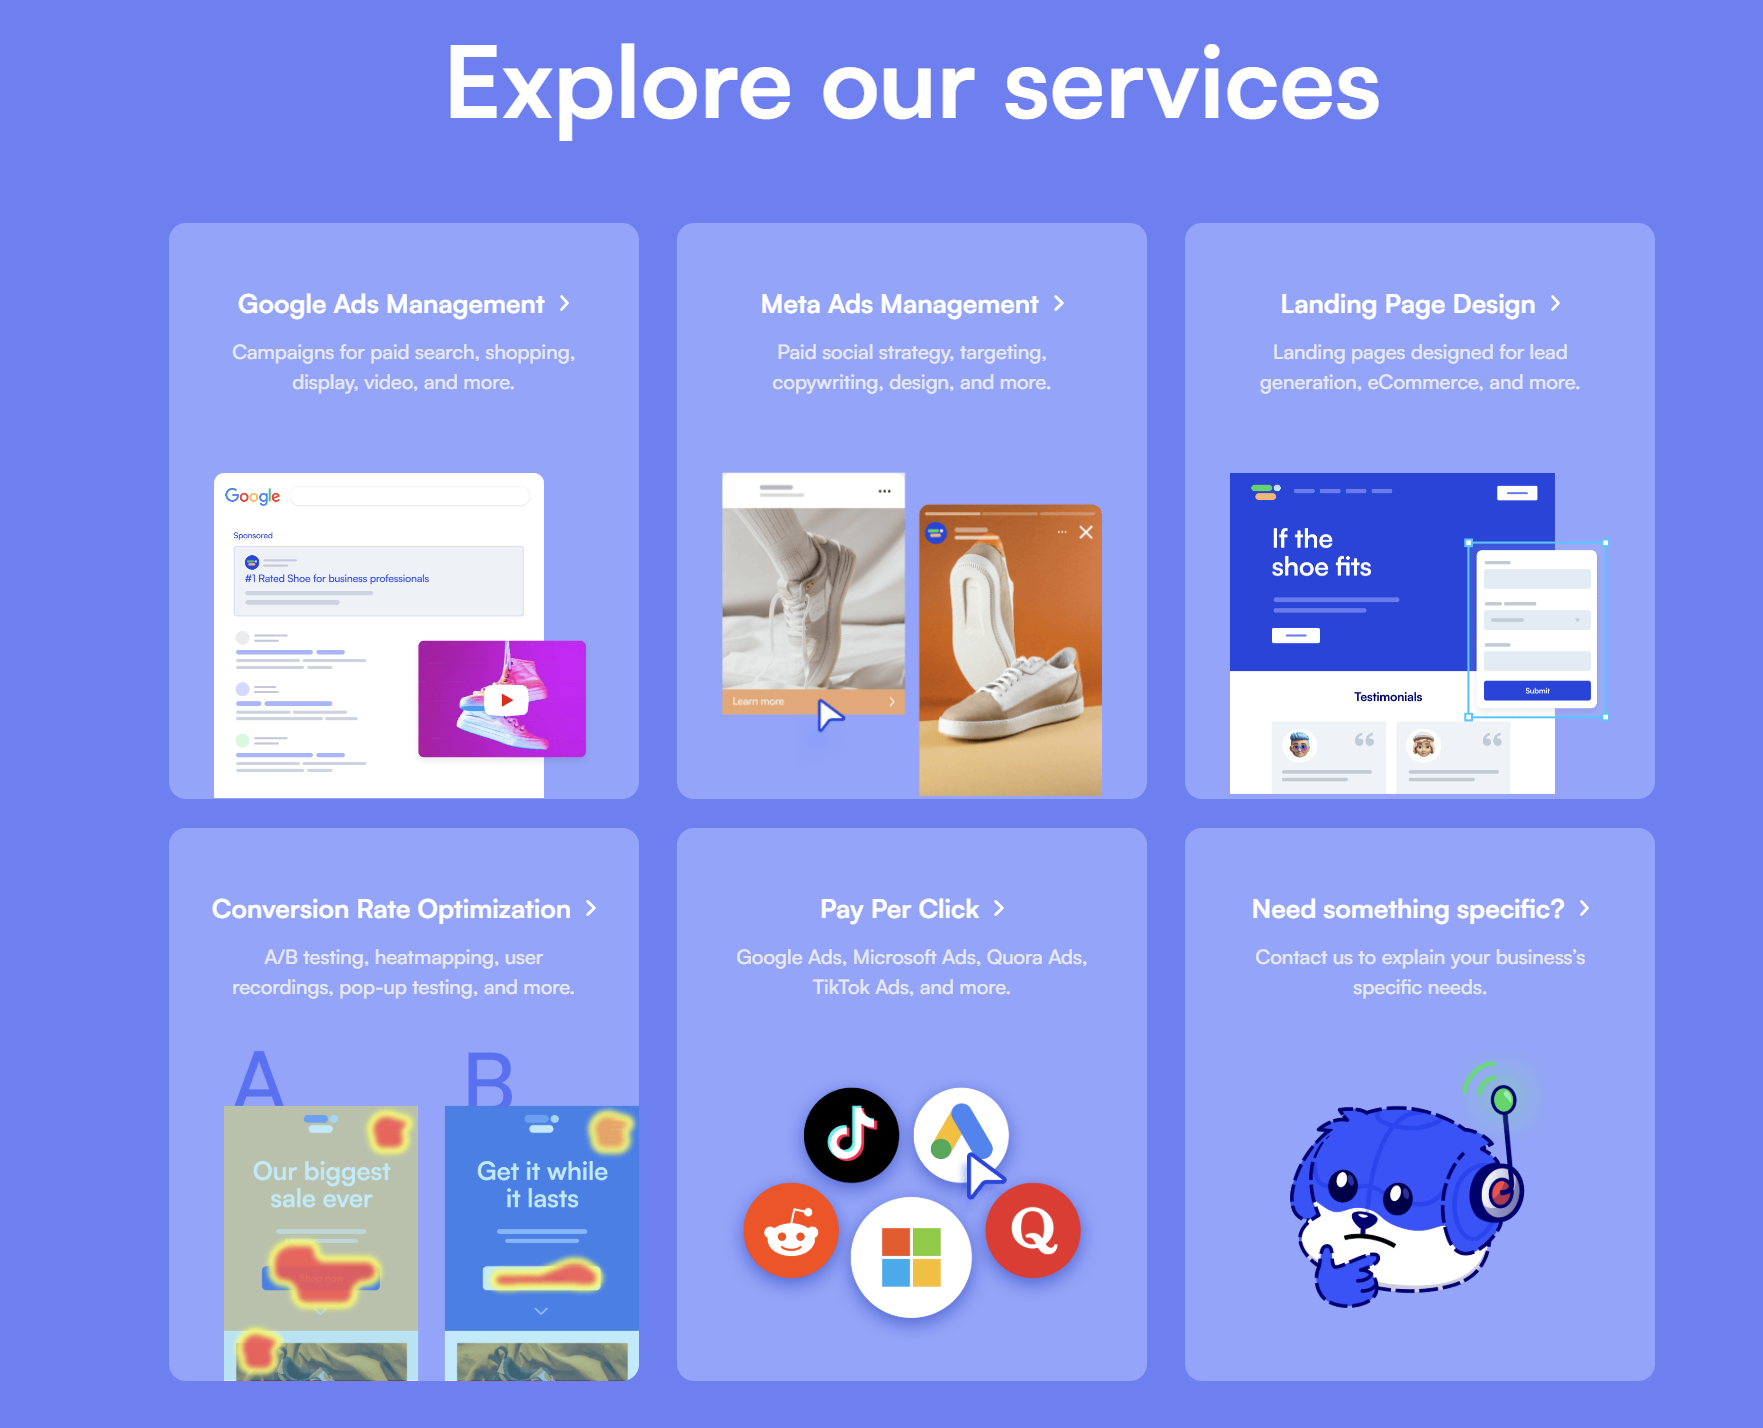 Explore our services
Google Ads Management
Campaigns for paid search, shopping,
display, video, and more.
Google
Sponsored
#1 Rated Shoe for business professionals
Meta Ads Management
Paid social strategy, targeting,
copywriting, design, and more.
Learn more
Landing Page Design
Landing pages designed for lead
generation, eCommerce, and more.
If the
shoe fits
Submit
Testimonials
Conversion Rate Optimization
A/B testing, heatmapping, user
recordings, pop-up testing, and more.
A
B
Our biggest
sale ever
Get it while
it lasts
Pay Per Click
Google Ads, Microsoft Ads, Quora Ads,
TikTok Ads, and more.
Q
Need something specific?
Contact us to explain your business’s
specific needs.